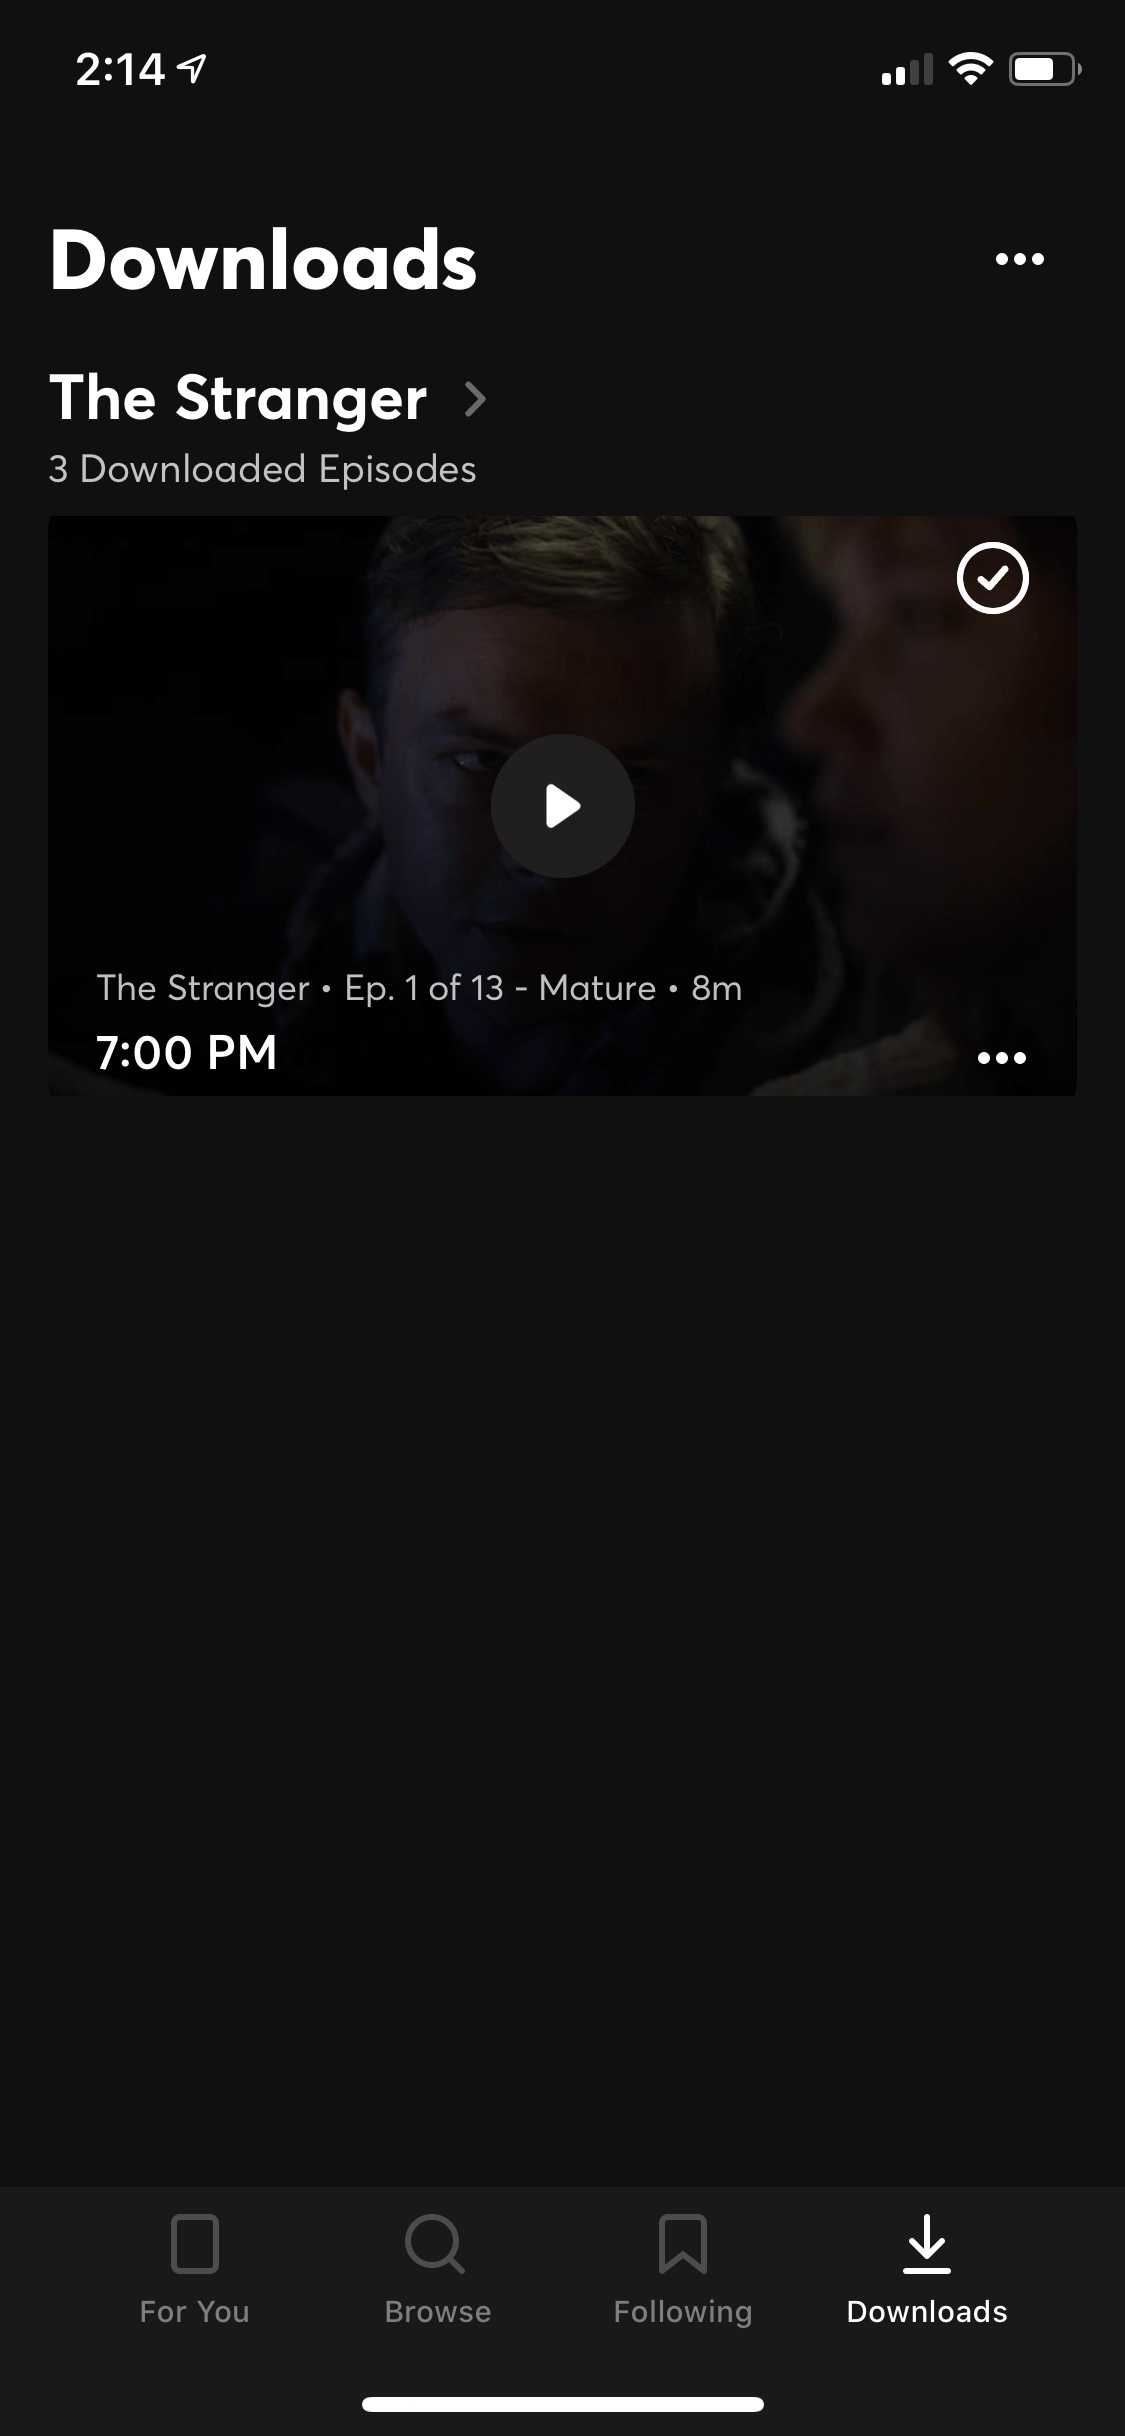 2:14
Downloads
The Stranger
3 Downloaded Episodes
The Stranger • Ep. 1 of 13 - Mature • 8m
7:00 PM
For You
Browse
Following
Downloads